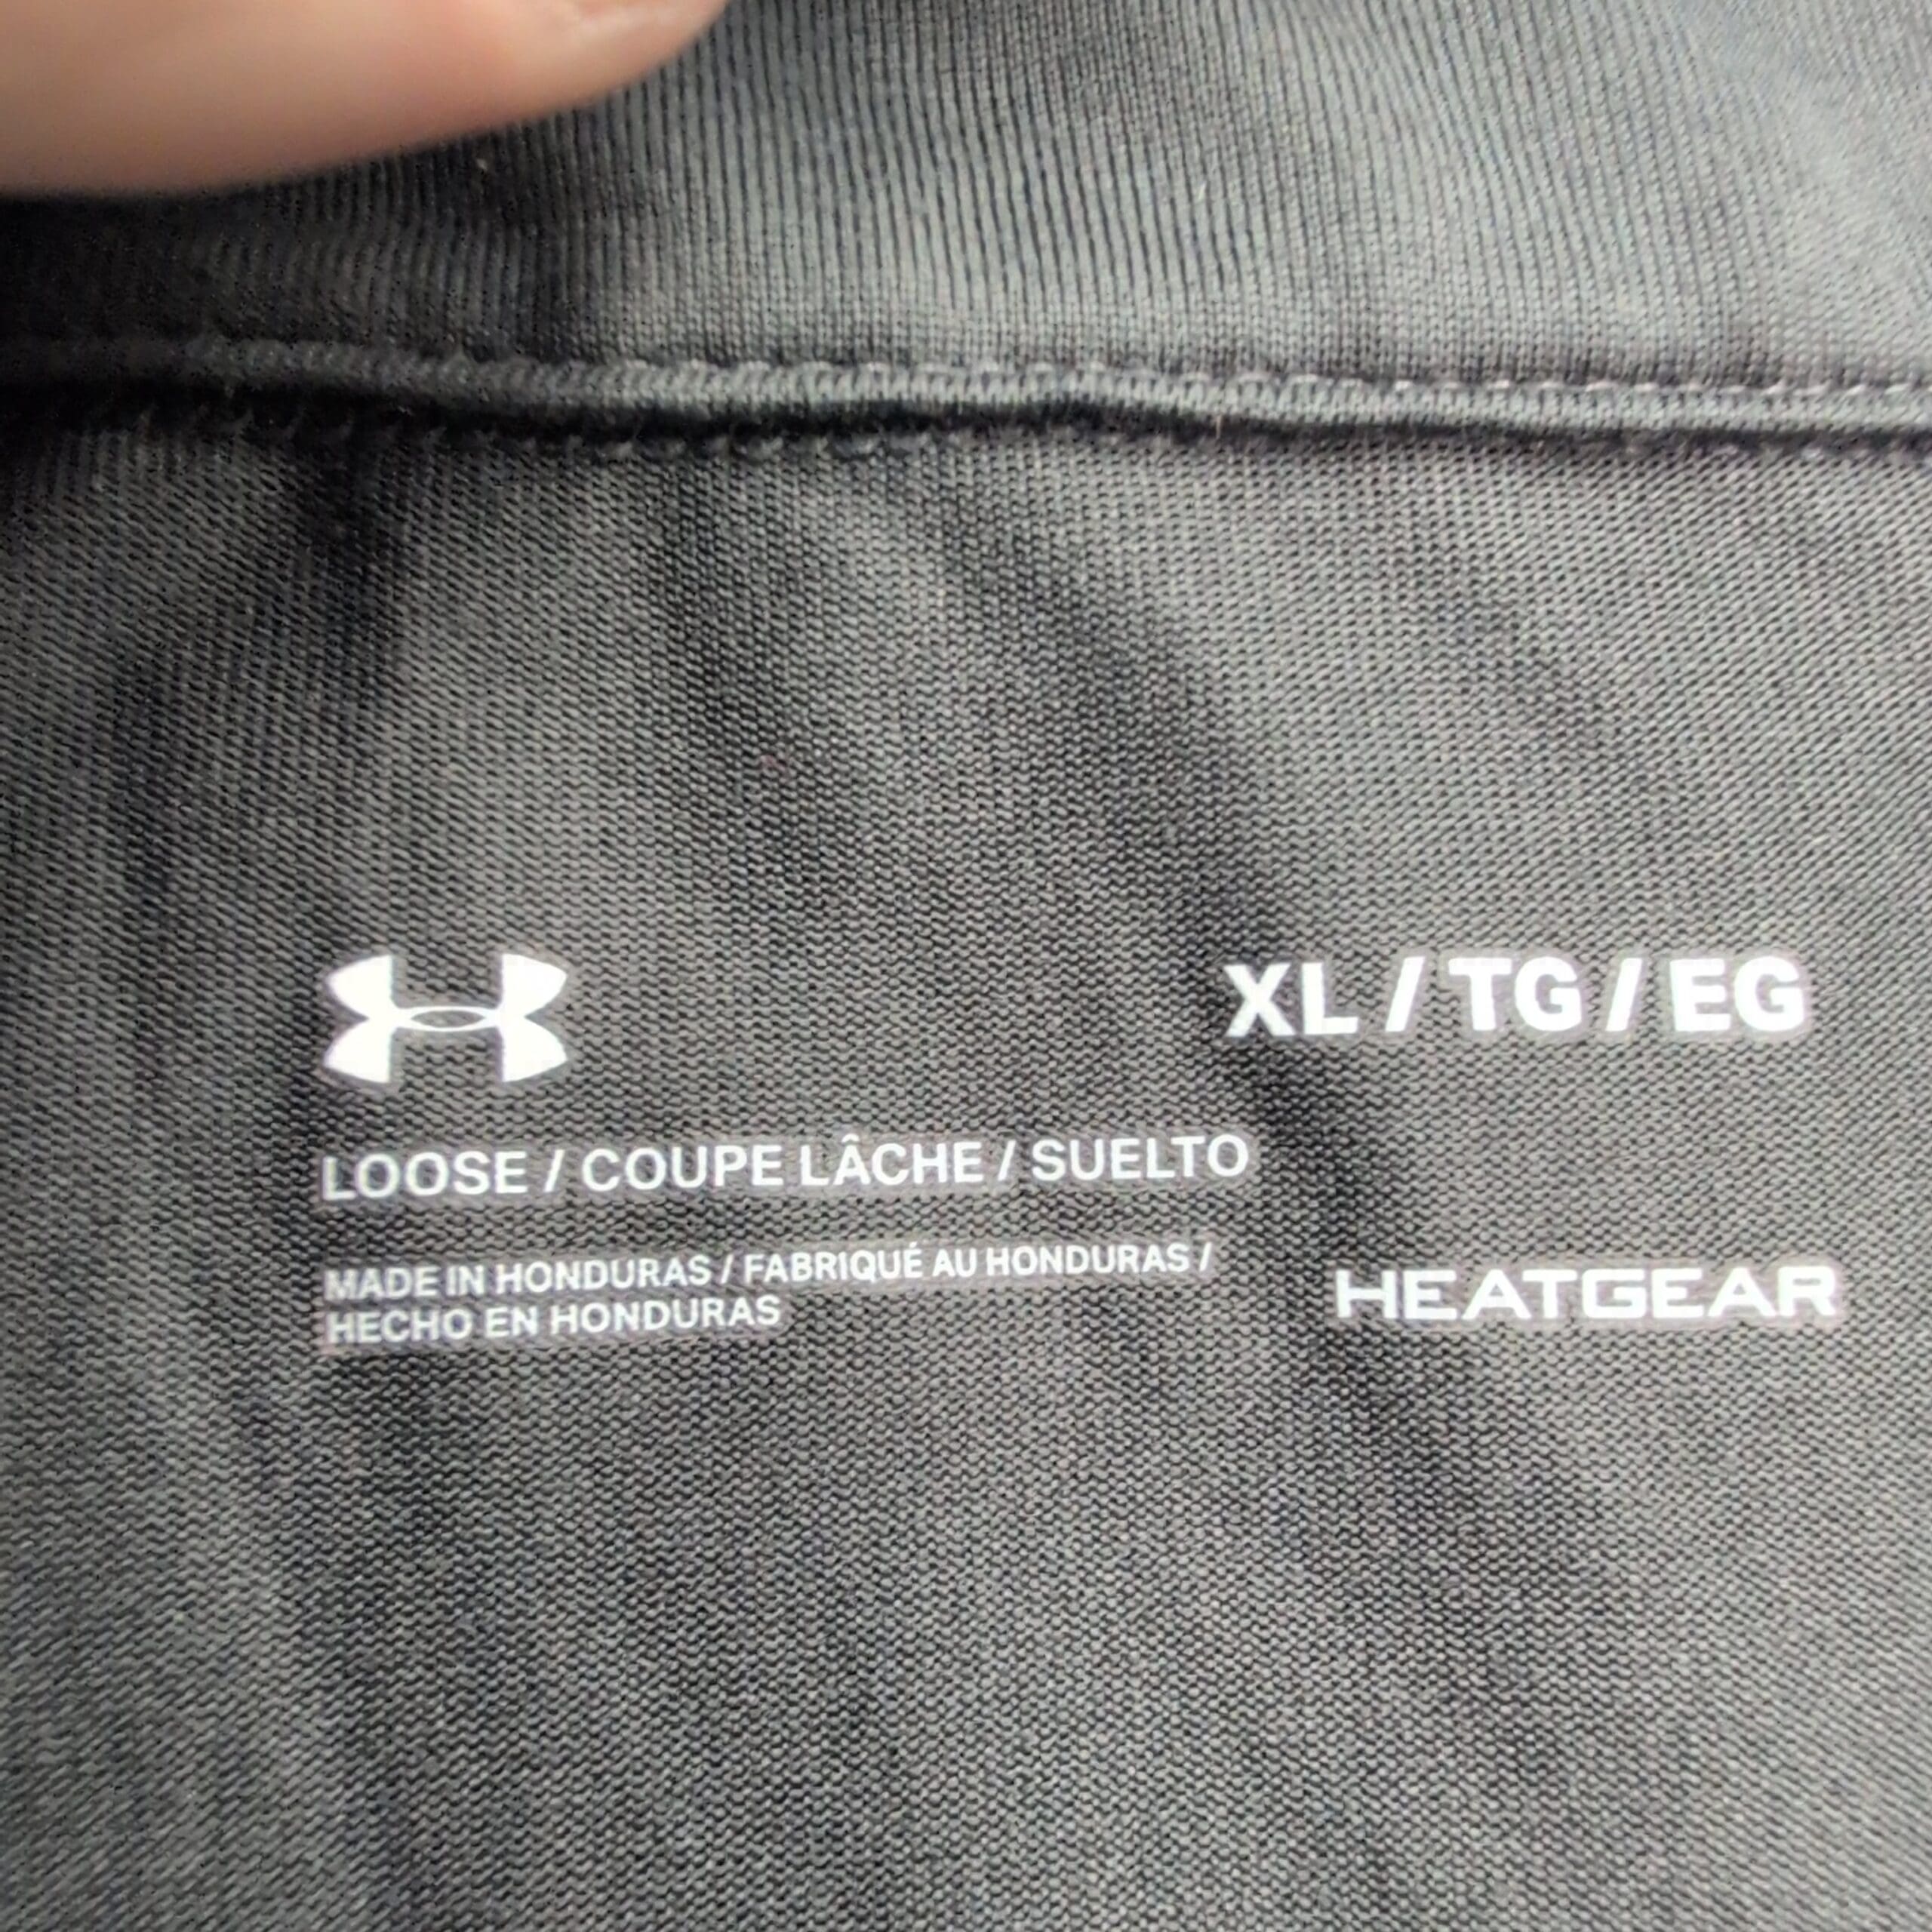 XL / TG / EG
LOOSE / COUPE LÂCHE / SUELTO
MADE IN HONDURAS / FABRIQUÉ AU HONDURAS /
HECHO EN HONDURAS
HEATGEAR